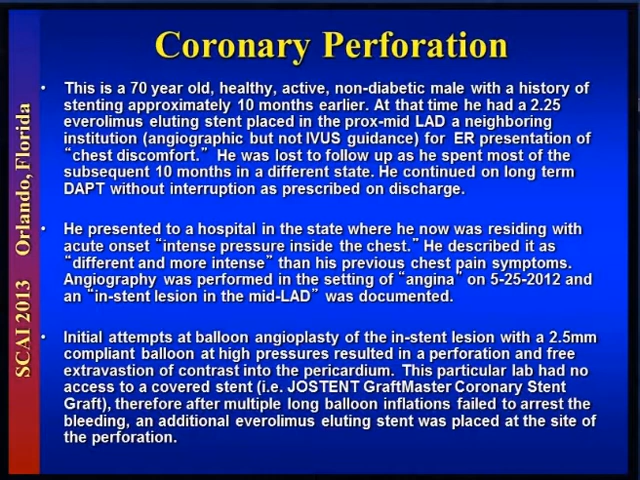 Coronary Perforation
• This is a 70 year old, healthy, active, non-diabetic male with a history of
stenting approximately 10 months earlier. At that time he had a 2.25
everolimus eluting stent placed in the prox-mid LAD a neighboring
institution (angiographic but not IVUS guidance) for ER presentation of
“chest discomfort.” He was lost to follow up as he spent most of the
subsequent 10 months in a different state. He continued on long term
DAPT without interruption as prescribed on discharge.
• He presented to a hospital in the state where he now was residing with
acute onset “intense pressure inside the chest.” He described it as
“different and more intense” than his previous chest pain symptoms.
Angiography was performed in the setting of “angina” on 5-25-2012 and
an “in-stent lesion in the mid-LAD” was documented.
• Initial attempts at balloon angioplasty of the in-stent lesion with a 2.5mm
compliant balloon at high pressures resulted in a perforation and free
extravastion of contrast into the pericardium. This particular lab had no
access to a covered stent (i.e. JOSTENT GraftMaster Coronary Stent
Graft), therefore after multiple long balloon inflations failed to arrest the
bleeding, an additional everolimus eluting stent was placed at the site of
the perforation.
SCAI 2013 Orlando, Florida